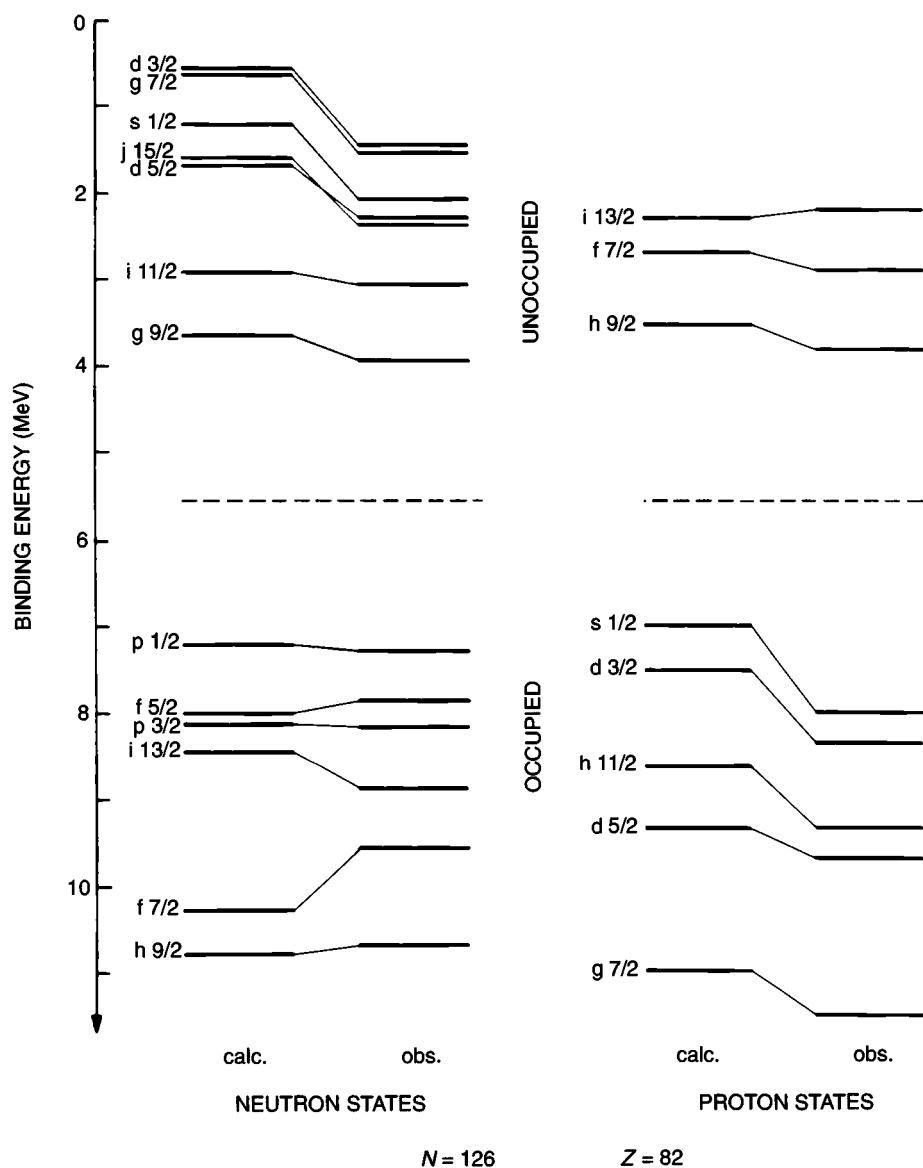 0
2
4
6
8
10
BINDING ENERGY (MeV)
d 3/2
g 7/2
s 1/2
j 15/2
d 5/2
i 11/2
g 9/2
p 1/2
f 5/2
p 3/2
i 13/2
f 7/2
h 9/2
UNOCCUPIED
OCCUPIED
i 13/2
f 7/2
h 9/2
s 1/2
d 3/2
h 11/2
d 5/2
g 7/2
calc. obs. calc. obs.
NEUTRON STATES PROTON STATES
N = 126 Z = 82